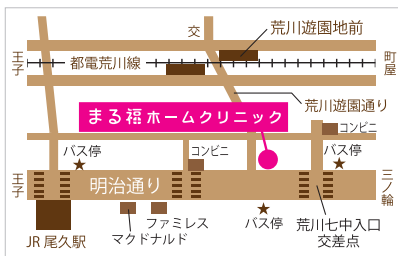 交
荒川遊園地前
王子
都電荒川線
町屋
荒川遊園通り
まる福ホームクリニック
コンビニ
バス停
コンビニ
バス停
王子
明治通り
三ノ輪
JR 尾久駅
マクドナルド
ファミレス
バス停
荒川七中入口
交差点